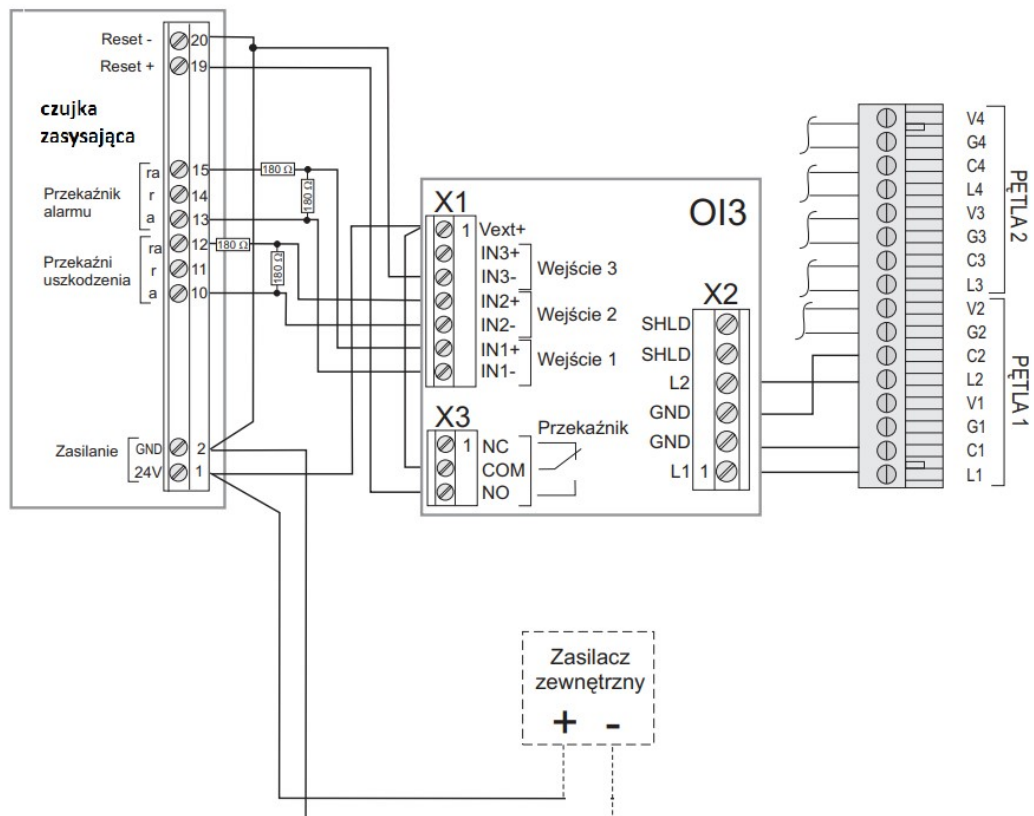 Reset - 20
Reset + 19
czujka
zasysająca
Przekaźnik
alarmu
ra 15
r 14
a 13
Przekaźni
uszkodzenia
ra 12
r 11
a 10
180 Ω
180 Ω
180 Ω
180 Ω
Zasilanie
GND 2
24V 1
OI3
X1
1 Vext+
IN3+
IN3-
Wejście 3
IN2+
IN2-
Wejście 2
IN1+
IN1-
Wejście 1
X3
1 NC
COM
NO
Przekaźnik
X2
SHLD
SHLD
L2
GND
GND
L1 1
V4
G4
C4
L4
V3
G3
C3
L3
PĘTLA 2
V2
G2
C2
L2
V1
G1
C1
L1
PĘTLA 1
Zasilacz
zewnętrzny
+ -